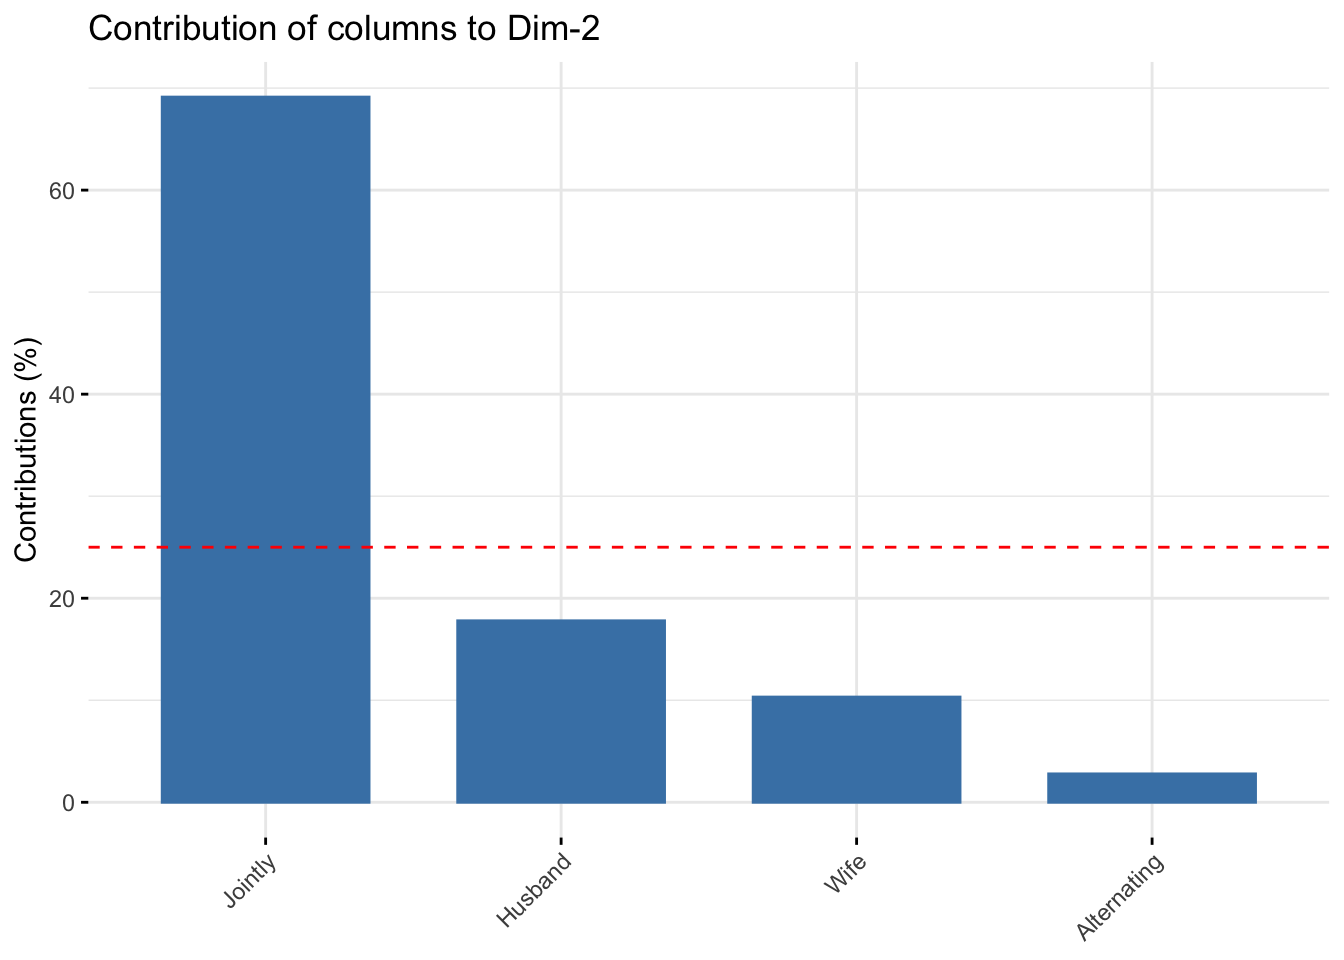 Contribution of columns to Dim-2
Contributions (%)
60
40
20
0
Jointly
Husband
Wife
Alternating